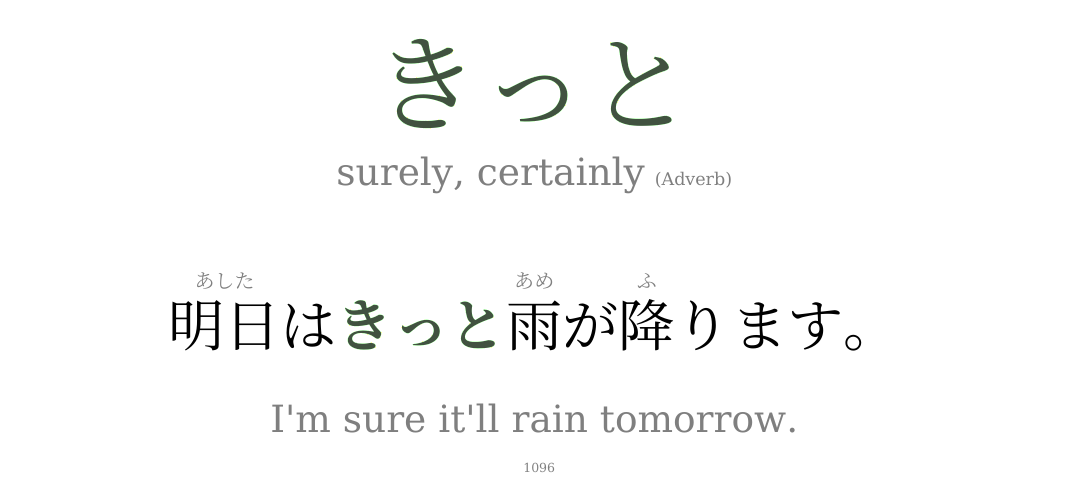 きっと
surely, certainly (Adverb)
あした あめ ふ
明日はきっと雨が降ります。
I'm sure it'll rain tomorrow.
1096